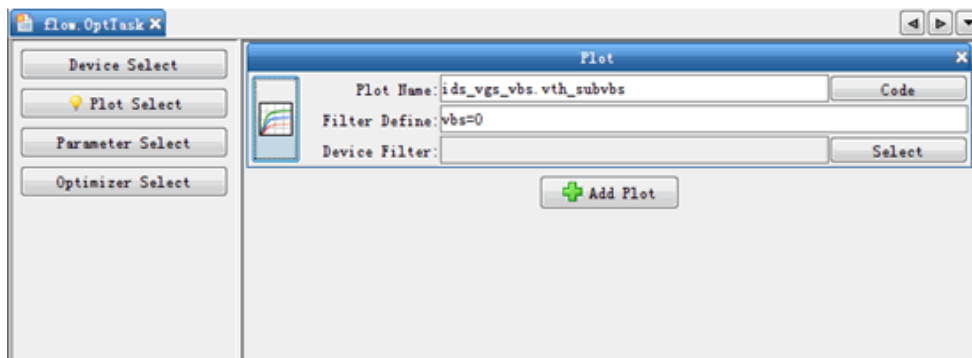 flow.OptTask
Device Select
Plot Select
Parameter Select
Optimizer Select
Plot
Plot Name: ids_vgs_vbs.vth_subvbs Code
Filter Define: vbs=0
Device Filter: Select
Add Plot